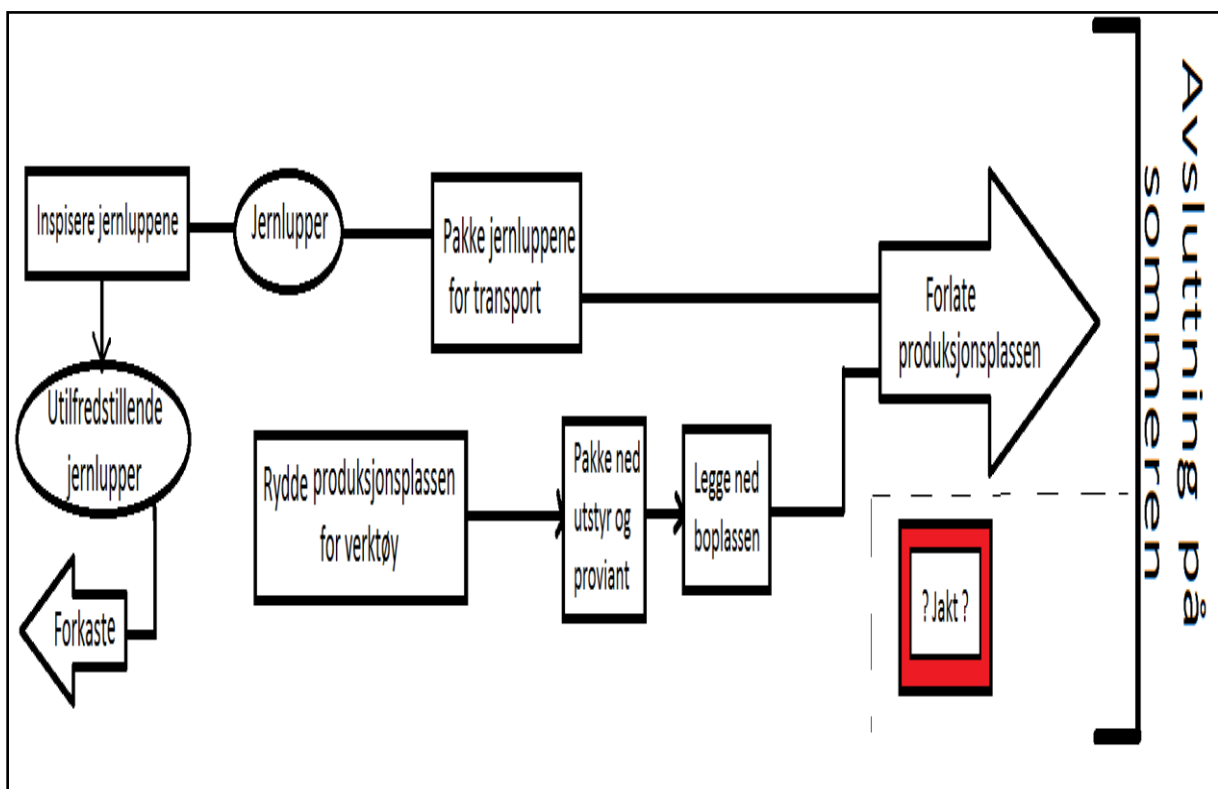 Inspisere jernluppene
Jernlupper
Pakke jernluppene
for transport
Forlate
produksjonsplassen
Utilfredstillende
jernlupper
Forkaste
Rydde produksjonsplassen
for verktøy
Pakke ned
utstyr og
proviant
Legge ned
boplassen
? Jakt ?
Avsluttning på
sommeren